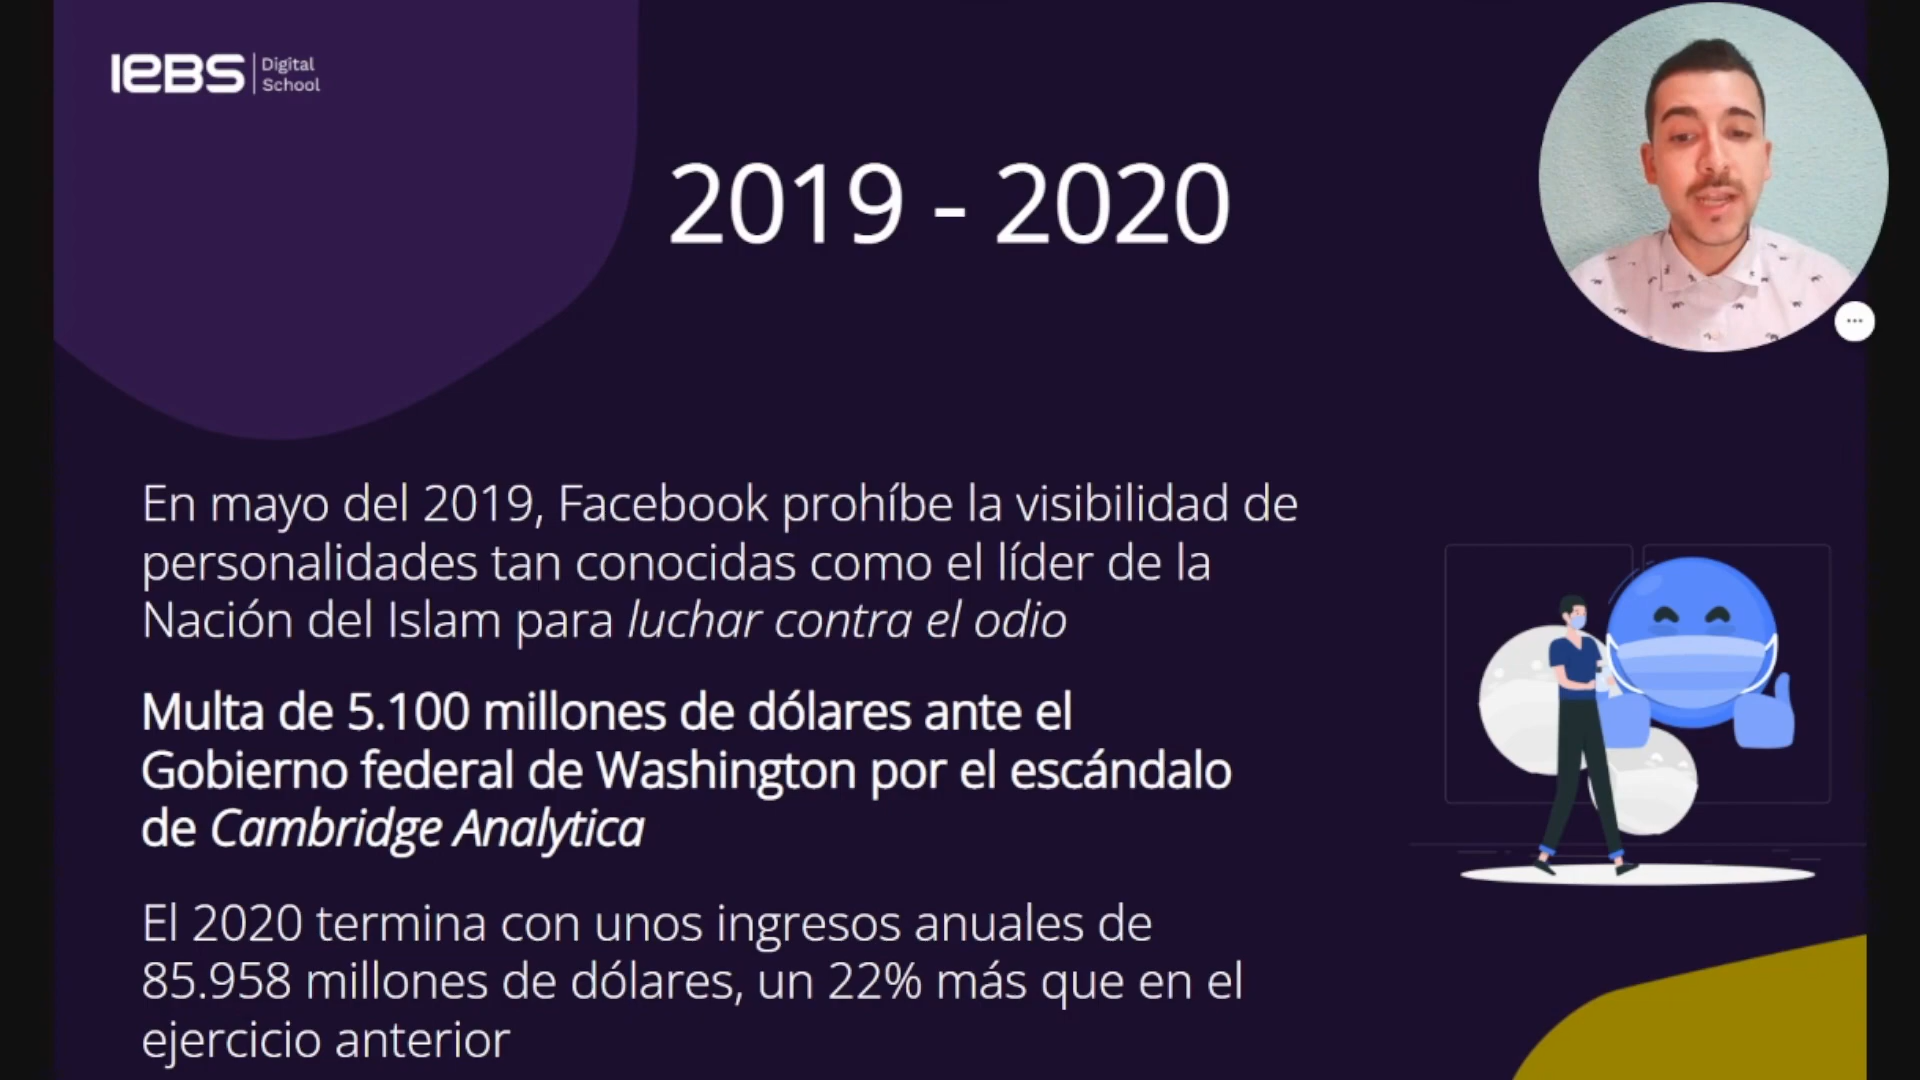 IEBS Digital School
2019 - 2020
En mayo del 2019, Facebook prohíbe la visibilidad de
personalidades tan conocidas como el líder de la
Nación del Islam para luchar contra el odio
Multa de 5.100 millones de dólares ante el
Gobierno federal de Washington por el escándalo
de Cambridge Analytica
El 2020 termina con unos ingresos anuales de
85.958 millones de dólares, un 22% más que en el
ejercicio anterior